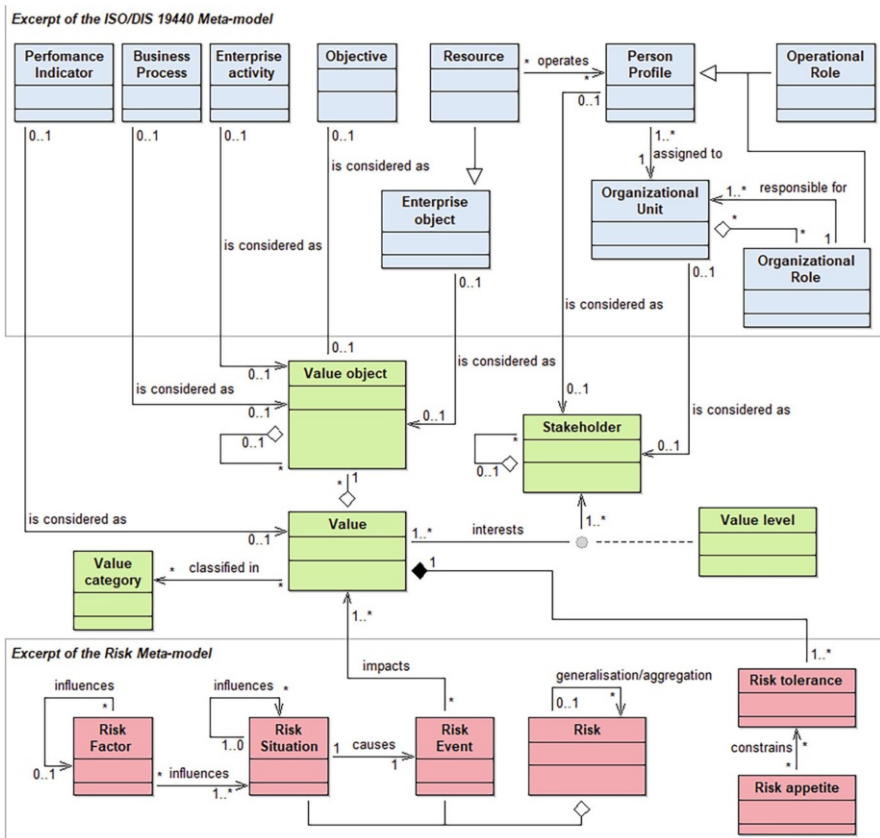 Excerpt of the ISO/DIS 19440 Meta-model
Perfomance
Indicator
Business
Process
Enterprise
activity
Objective
Resource
* operates
*
Person
Profile
Operational
Role
0..1
0..1
0..1
0..1
0..1
1..*
is considered as
1
assigned to
Enterprise
object
Organizational
Unit
1..*
responsible for
*
*
1
Organizational
Role
is considered as
0..1
0..1
is considered as
0..1
0..1
Value object
is considered as
0..1
is considered as
0..1
0..1
0..1
is considered as
Stakeholder
0..1
*
*
0..1
0..1
*
1
is considered as
0..1
Value
1..*
interests
1..*
Value level
Value
category
*
classified in
*
1
1..*
Excerpt of the Risk Meta-model
impacts
1..*
influences
*
influences
*
*
generalisation/aggregation
0..1
*
Risk tolerance
Risk
Factor
Risk
Situation
Risk
Event
Risk
0..1
1..0
1
causes
1
constrains
*
*
*
influences
1..*
Risk appetite